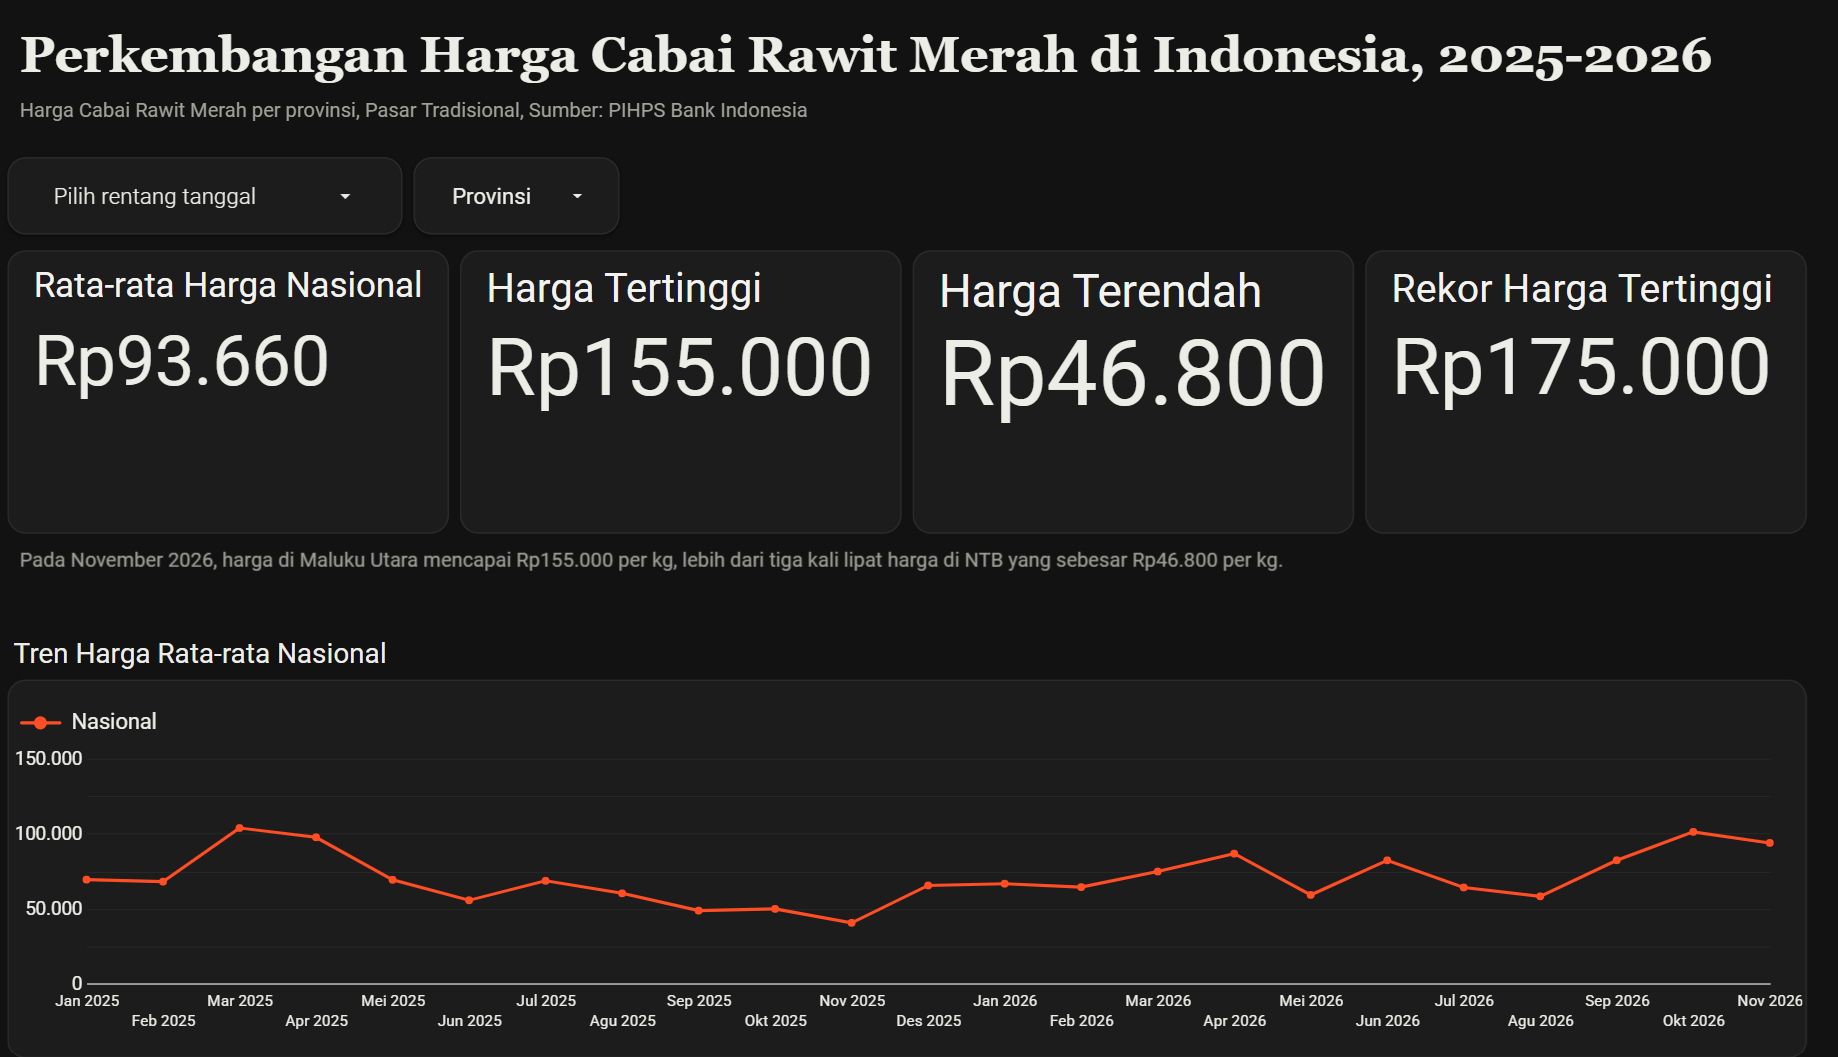 Perkembangan Harga Cabai Rawit Merah di Indonesia, 2025-2026
Harga Cabai Rawit Merah per provinsi, Pasar Tradisional, Sumber: PIHPS Bank Indonesia
Pilih rentang tanggal
Provinsi
Rata-rata Harga Nasional
Rp93.660
Harga Tertinggi
Rp155.000
Harga Terendah
Rp46.800
Rekor Harga Tertinggi
Rp175.000
Pada November 2026, harga di Maluku Utara mencapai Rp155.000 per kg, lebih dari tiga kali lipat harga di NTB yang sebesar Rp46.800 per kg.
Tren Harga Rata-rata Nasional
Nasional
150.000
100.000
50.000
0
Jan 2025
Feb 2025
Mar 2025
Apr 2025
Mei 2025
Jun 2025
Jul 2025
Agu 2025
Sep 2025
Okt 2025
Nov 2025
Des 2025
Jan 2026
Feb 2026
Mar 2026
Apr 2026
Mei 2026
Jun 2026
Jul 2026
Agu 2026
Sep 2026
Okt 2026
Nov 2026